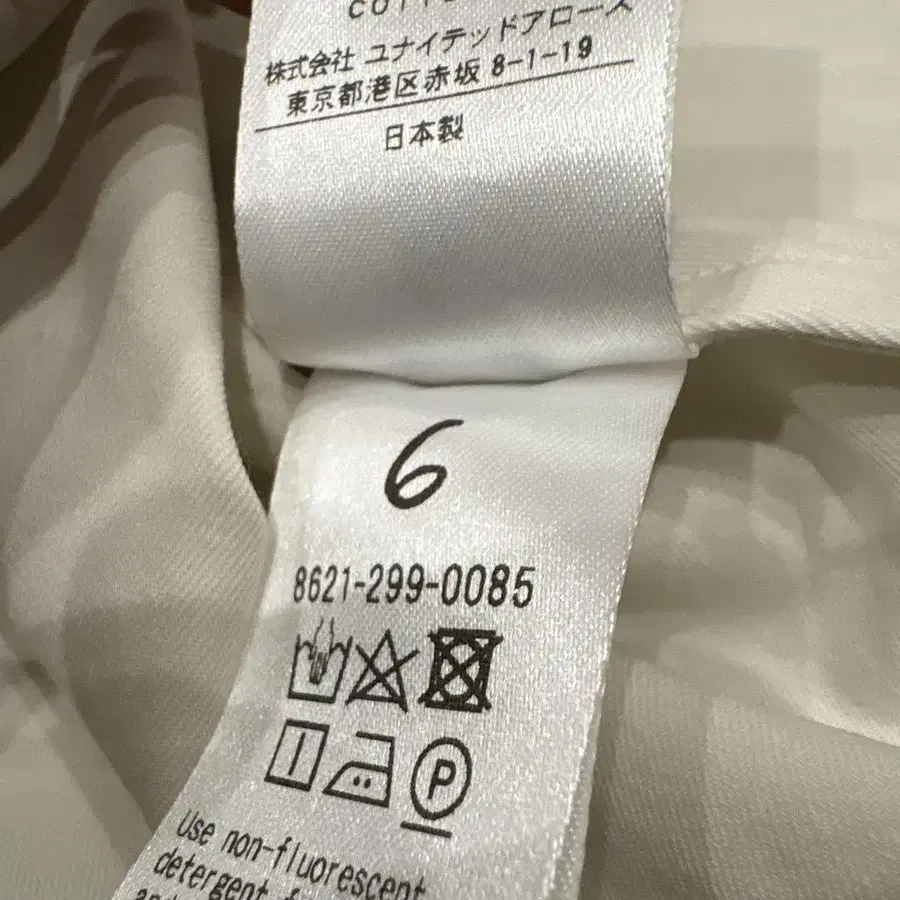 株式会社 ユナイテッドアローズ
東京都港区赤坂 8-1-19
日本製
6
8621-299-0085
P
Use non-fluorescent
detergent